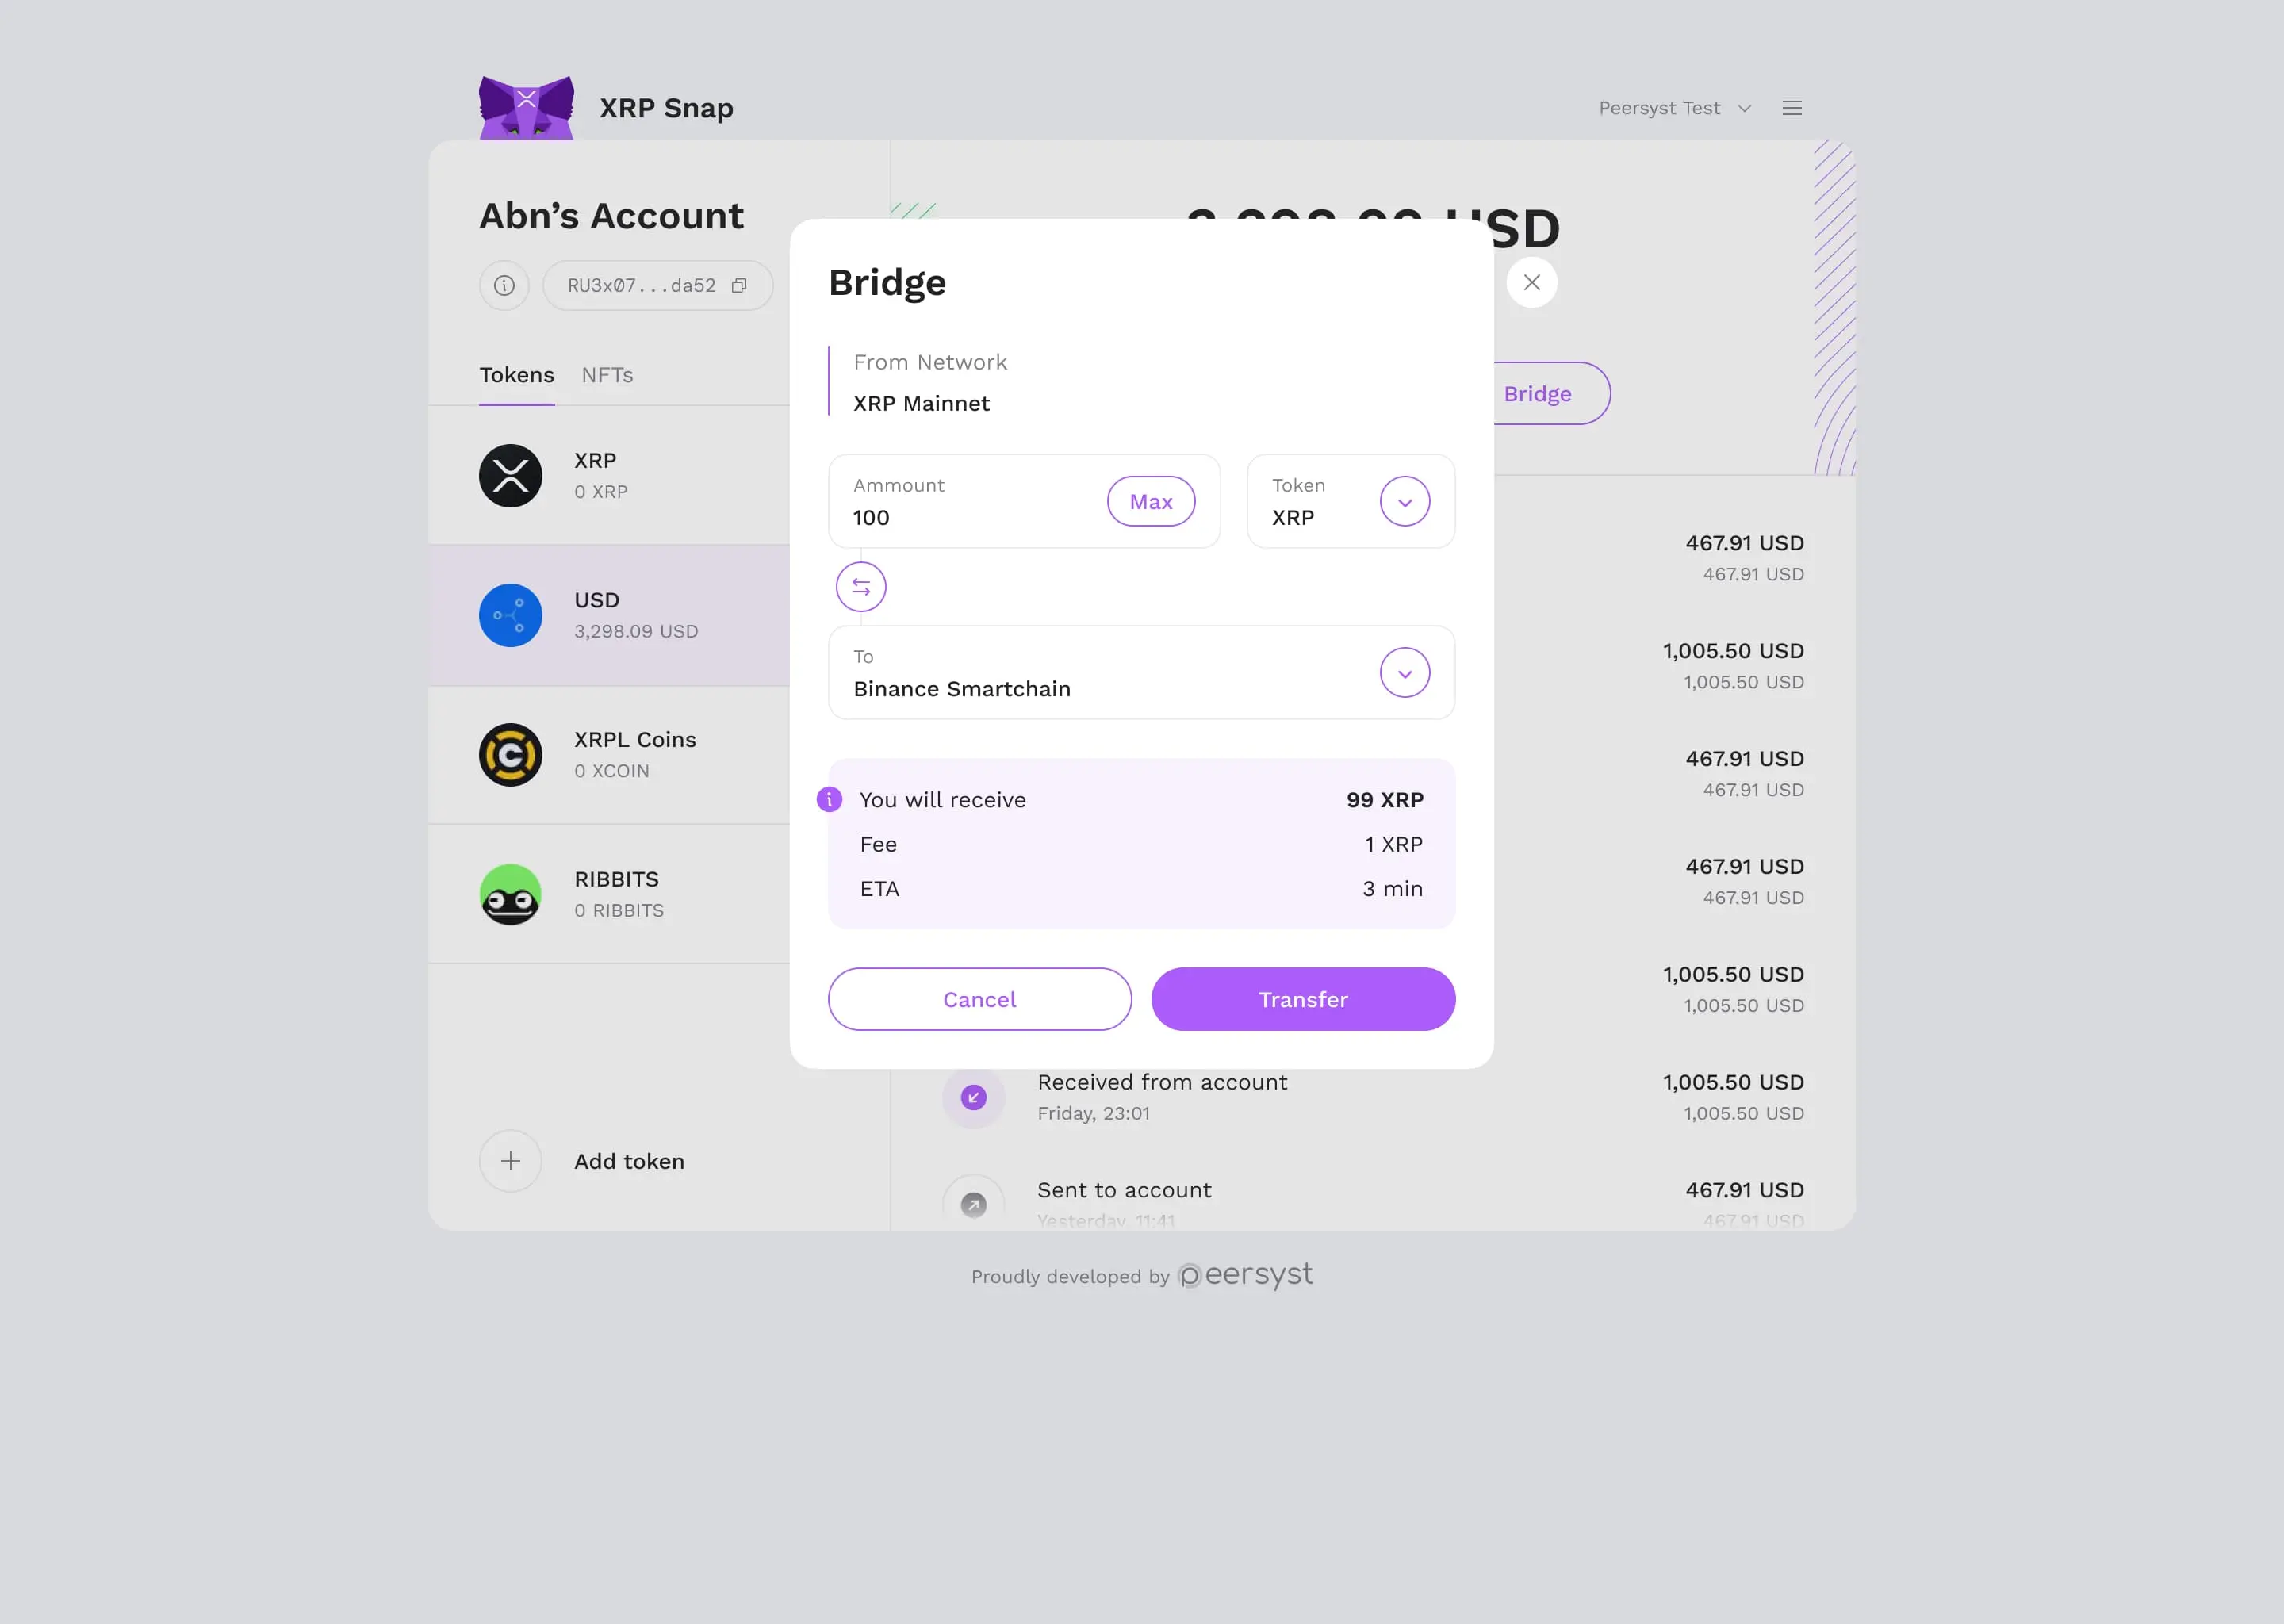 XRP Snap
Peersyst Test
Abn’s Account
RU3x07...da52
Tokens
NFTs
XRP
0 XRP
USD
3,298.09 USD
XRPL Coins
0 XCOIN
RIBBITS
0 RIBBITS
Add token
USD
Bridge
Bridge
From Network
XRP Mainnet
Ammount
100
Max
Token
XRP
To
Binance Smartchain
You will receive
99 XRP
Fee
1 XRP
ETA
3 min
Cancel
Transfer
467.91 USD
467.91 USD
1,005.50 USD
1,005.50 USD
467.91 USD
467.91 USD
467.91 USD
467.91 USD
1,005.50 USD
1,005.50 USD
Received from account
Friday, 23:01
1,005.50 USD
1,005.50 USD
Sent to account
Yesterday, 11:41
467.91 USD
467.91 USD
Proudly developed by peersyst